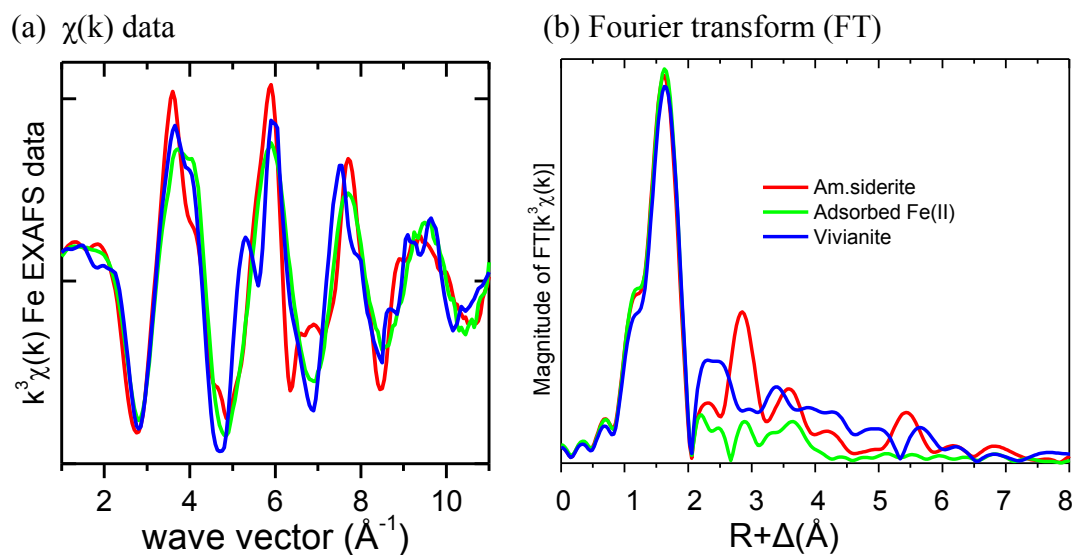 (a) χ(k) data
(b) Fourier transform (FT)
k³χ(k) Fe EXAFS data
2 4 6 8 10
wave vector (Å⁻¹)
Magnitude of FT[k³χ(k)]
Am.siderite
Adsorbed Fe(II)
Vivianite
0 1 2 3 4 5 6 7 8
R+Δ(Å)